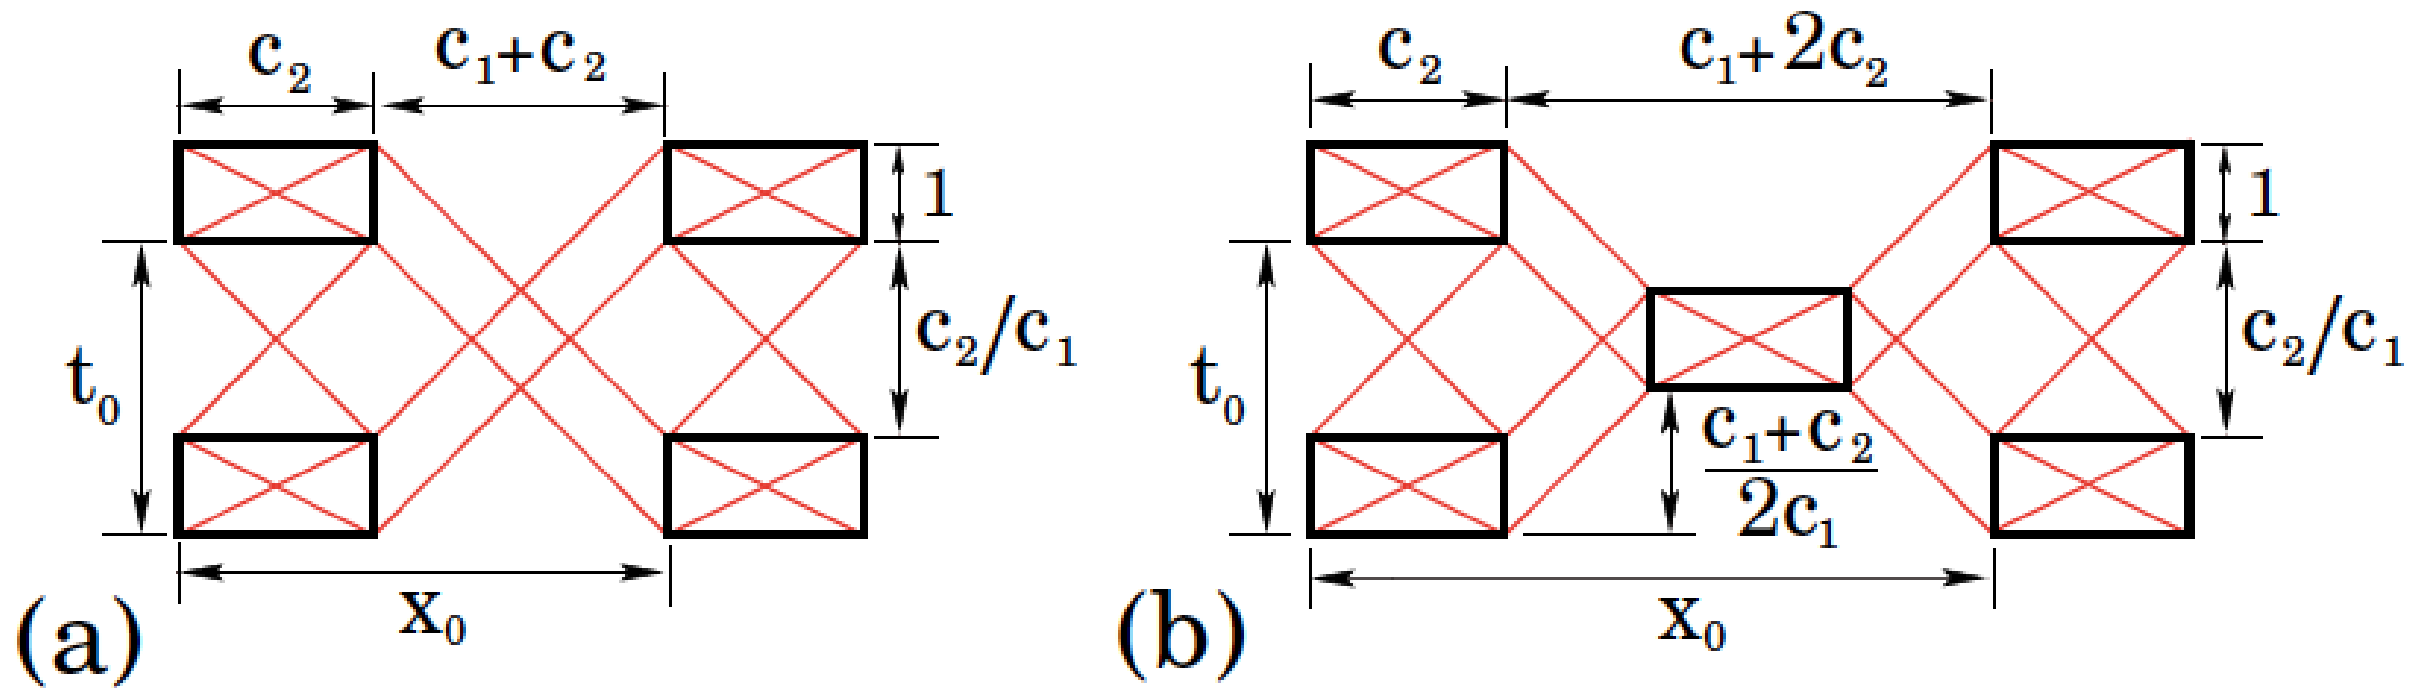 c₂
c₁+c₂
1
t₀
c₂/c₁
x₀
(a)
c₂
c₁+2c₂
1
t₀
c₂/c₁
c₁+c₂
2c₁
x₀
(b)